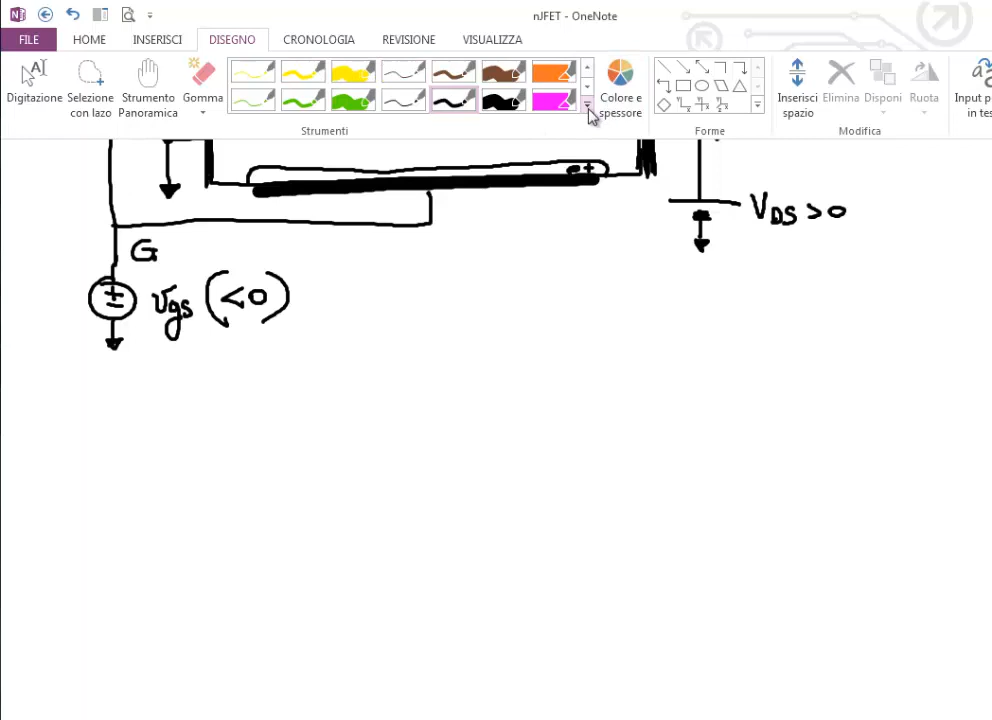 nJFET - OneNote
FILE HOME INSERISCI DISEGNO CRONOLOGIA REVISIONE VISUALIZZA
Digitazione Selezione con lazo Strumento Panoramica Gomma
Colore e spessore
Inserisci spazio Elimina Disponi Ruota Input p in tes
Strumenti Forme Modifica
+
VDS > 0
G
± vgs (<0)